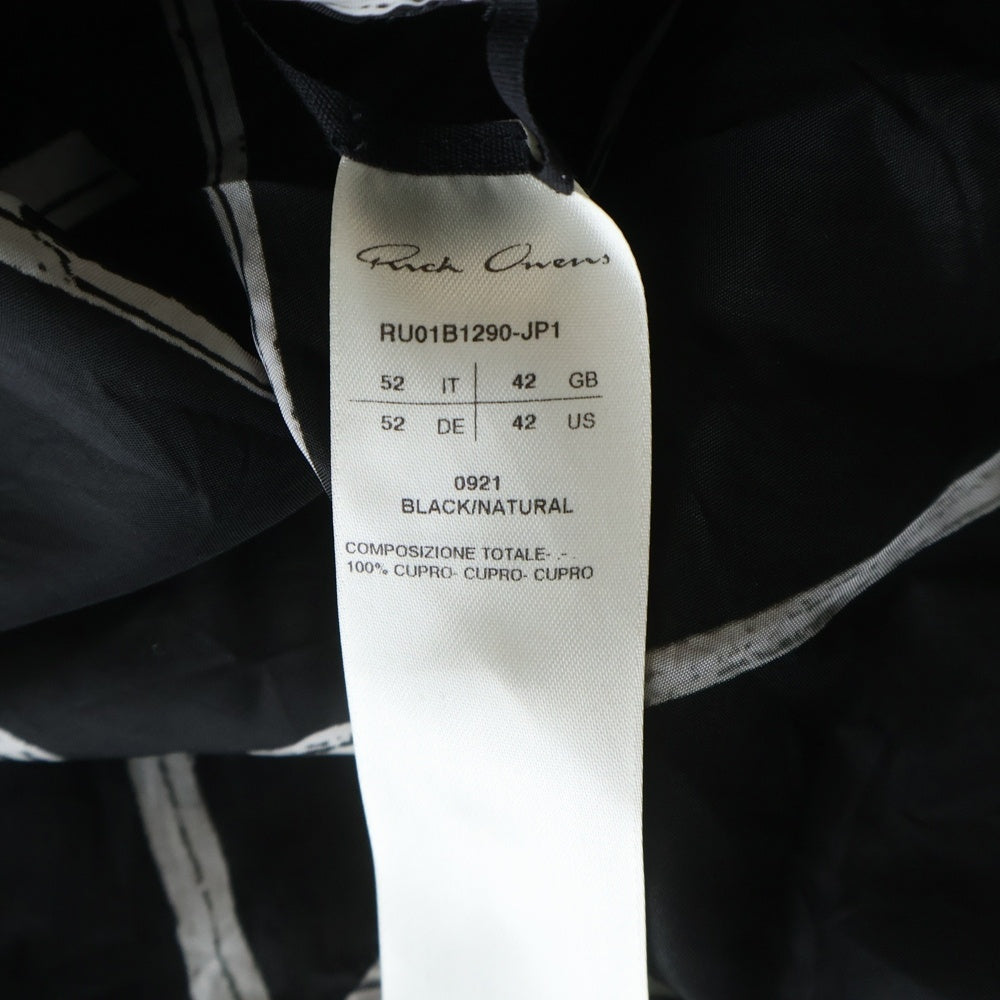 Rick Owens
RU01B1290-JP1
52 IT 42 GB
52 DE 42 US
0921
BLACK/NATURAL
COMPOSIZIONE TOTALE- .- .
100% CUPRO- CUPRO- CUPRO